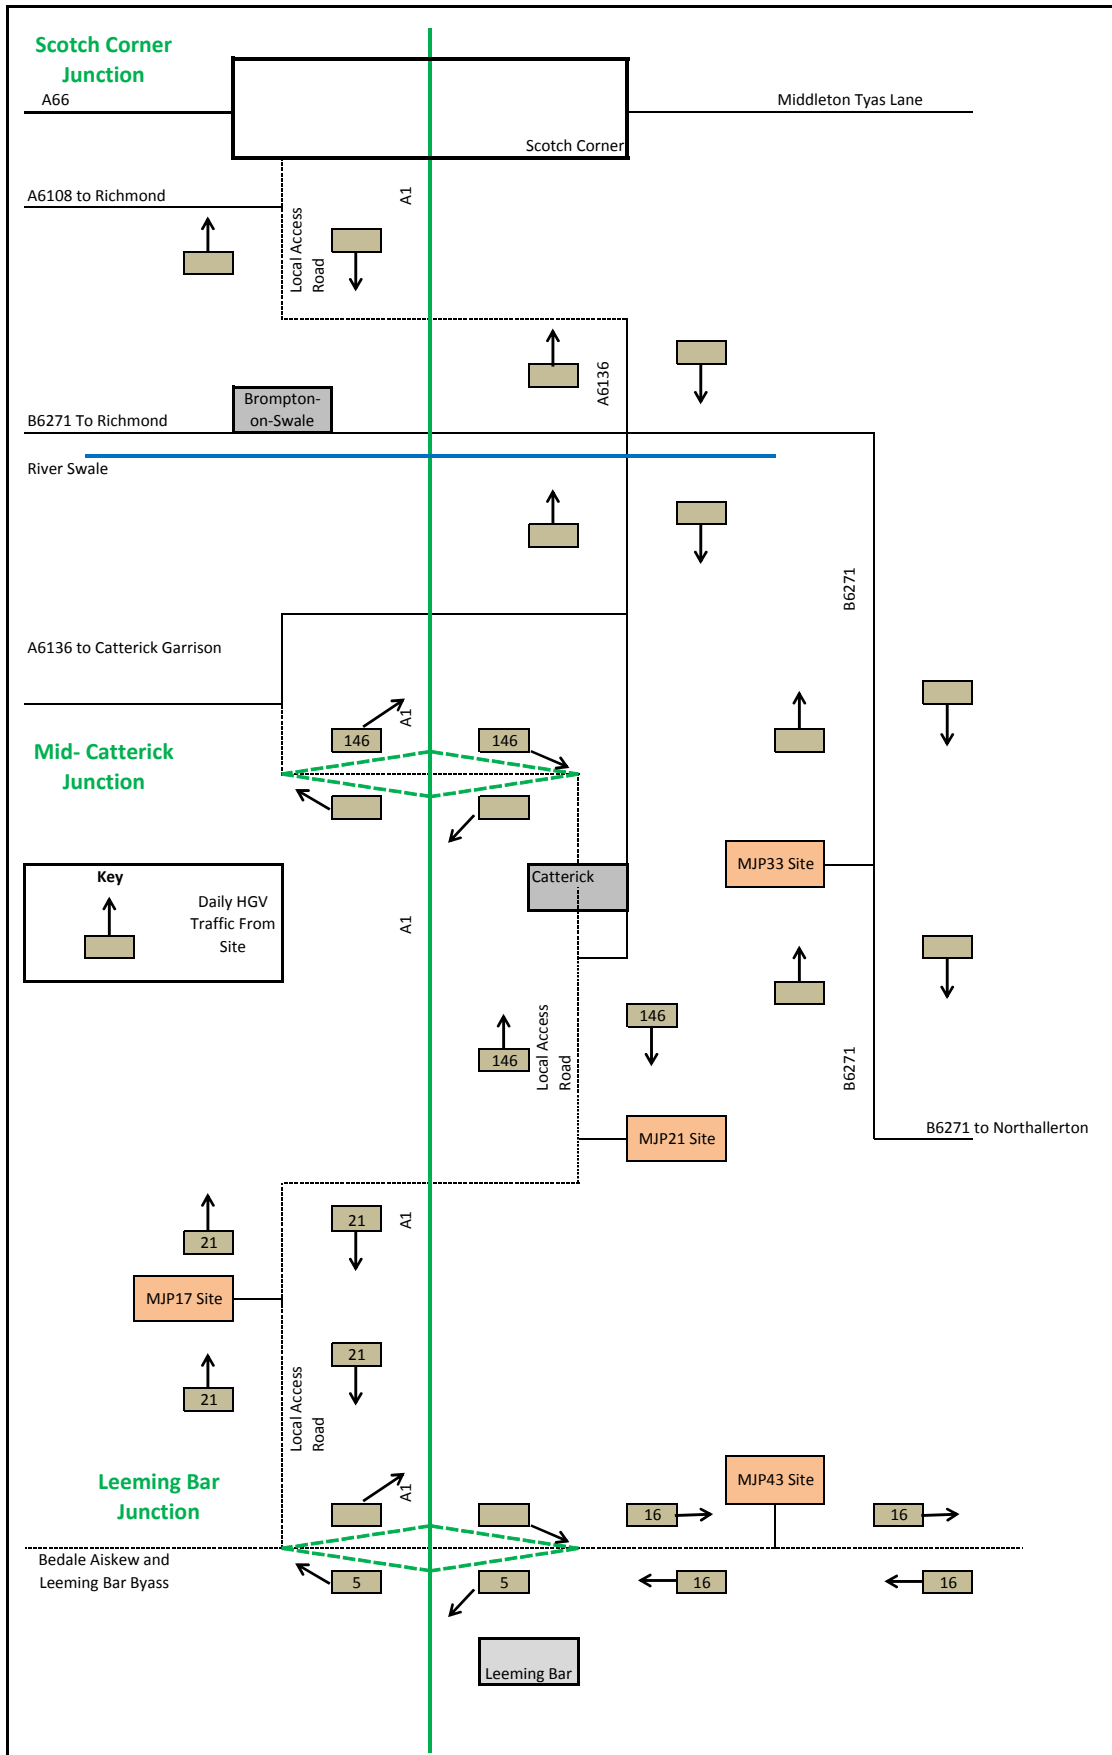 Scotch Corner
Junction
A66
Middleton Tyas Lane
Scotch Corner
A6108 to Richmond
A1
Local Access
Road
A6136
Brompton-
on-Swale
B6271 To Richmond
River Swale
B6271
A6136 to Catterick Garrison
A1
146
146
Mid- Catterick
Junction
MJP33 Site
Catterick
Key
Daily HGV
Traffic From
Site
A1
146
146
Local Access
Road
B6271
MJP21 Site
B6271 to Northallerton
21
21
A1
MJP17 Site
21
21
Local Access
Road
Leeming Bar
Junction
A1
MJP43 Site
16
16
Bedale Aiskew and
Leeming Bar Byass
5
5
16
16
Leeming Bar